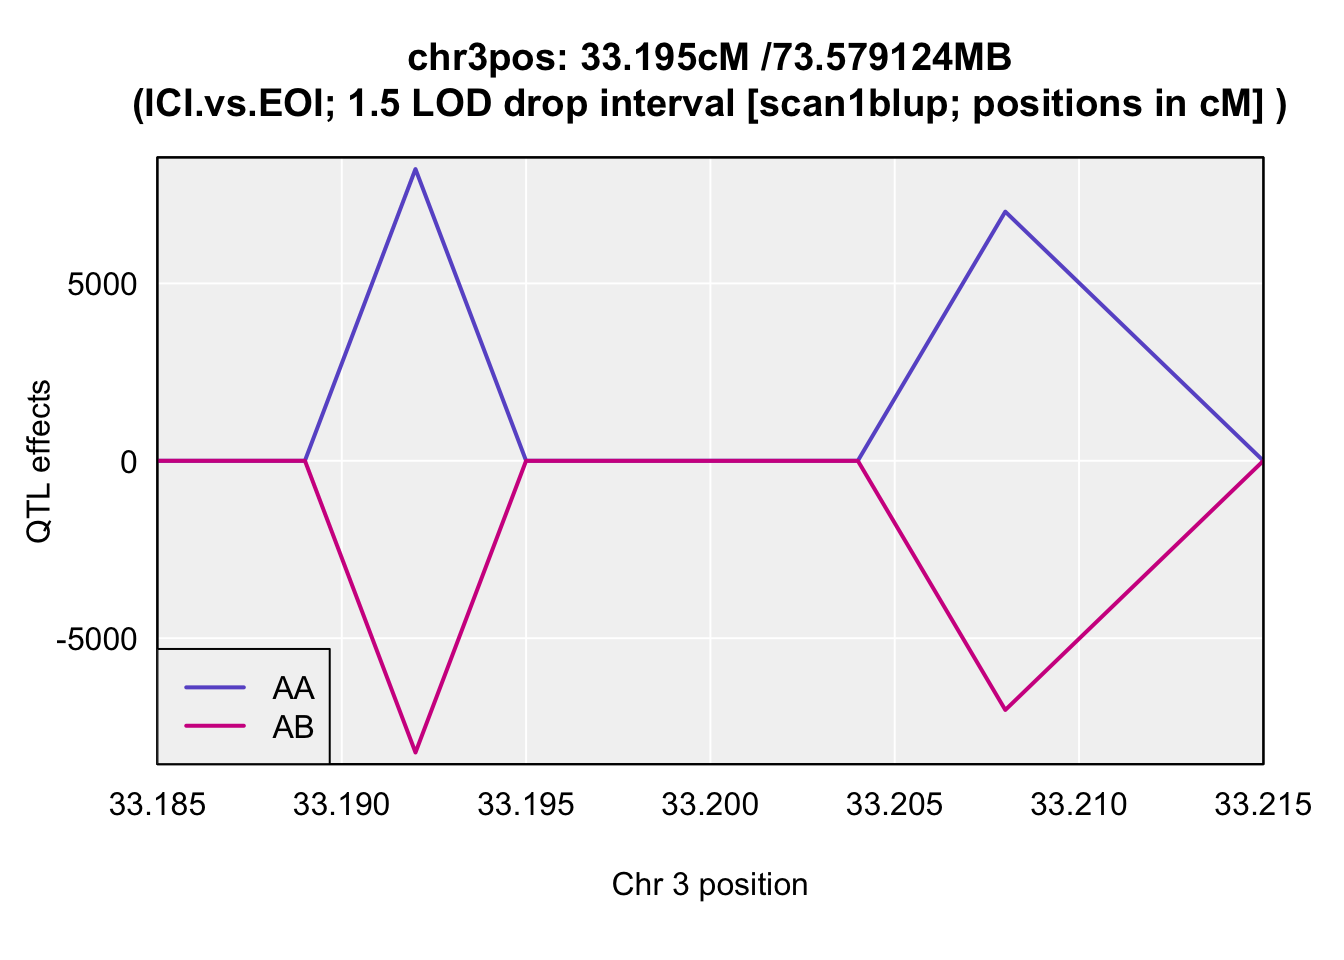 chr3pos: 33.195cM /73.579124MB
(ICI.vs.EOI; 1.5 LOD drop interval [scan1blup; positions in cM] )
QTL effects
5000
0
-5000
AA
AB
33.185 33.190 33.195 33.200 33.205 33.210 33.215
Chr 3 position